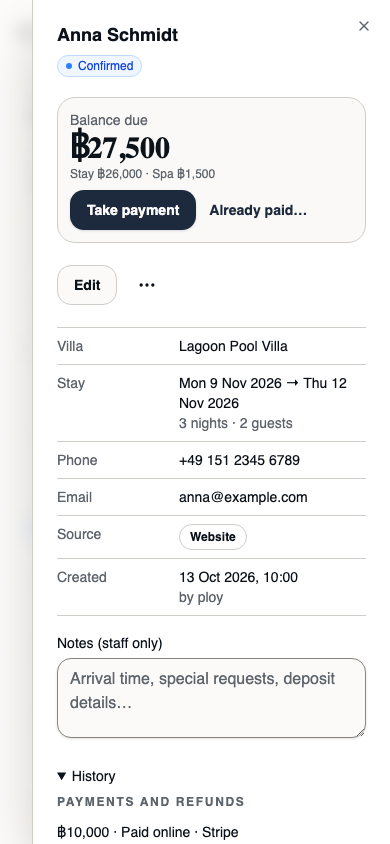 Anna Schmidt
Confirmed
Balance due
฿27,500
Stay ฿26,000 · Spa ฿1,500
Take payment Already paid…
Edit
Villa Lagoon Pool Villa
Stay Mon 9 Nov 2026 → Thu 12
Nov 2026
3 nights · 2 guests
Phone +49 151 2345 6789
Email anna@example.com
Source Website
Created 13 Oct 2026, 10:00
by ploy
Notes (staff only)
Arrival time, special requests, deposit
details…
▼ History
PAYMENTS AND REFUNDS
฿10,000 · Paid online · Stripe